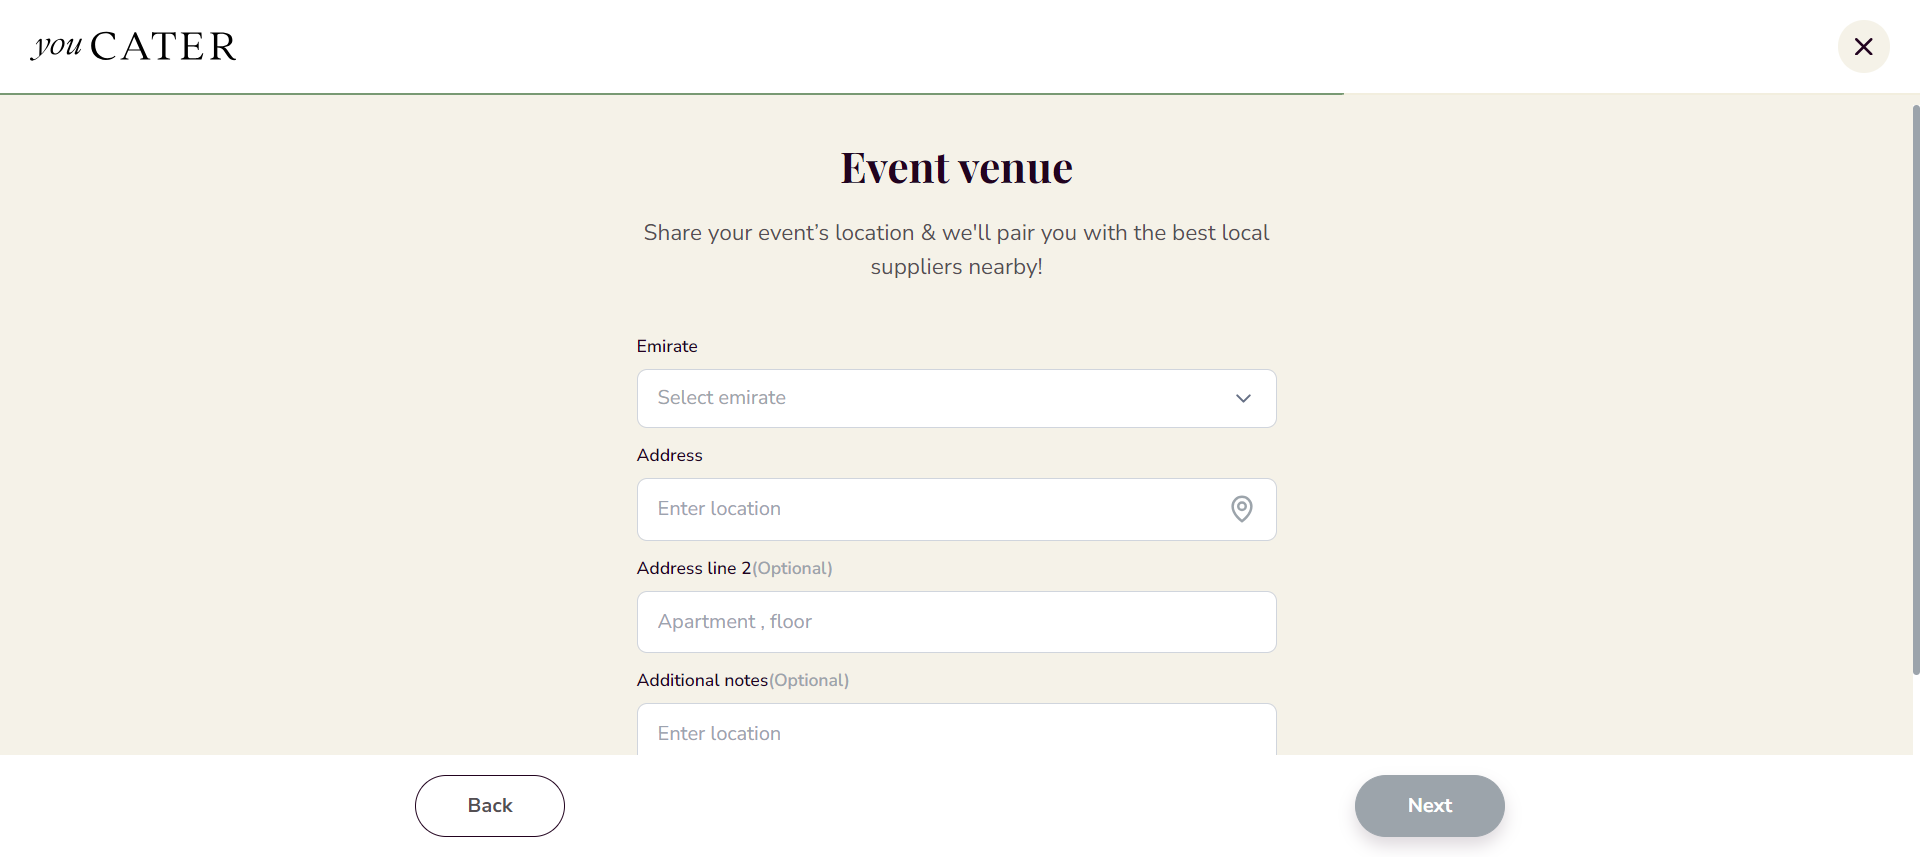 you CATER
Event venue
Share your event’s location & we'll pair you with the best local
suppliers nearby!
Emirate
Select emirate
Address
Enter location
Address line 2(Optional)
Apartment , floor
Additional notes(Optional)
Enter location
Back
Next